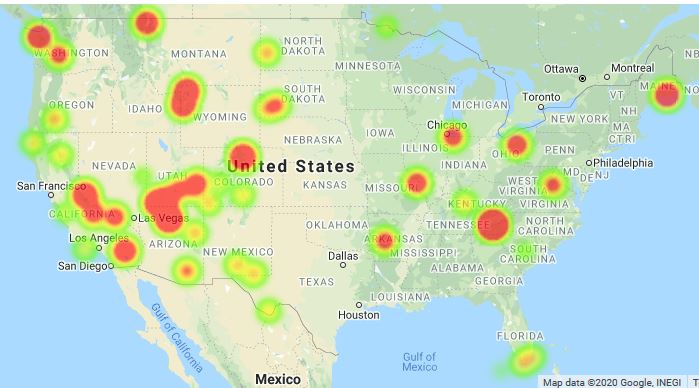 WASHINGTON
MONTANA
NORTH
DAKOTA
MINNESOTA
Ottawa
Montreal
MAINE
OREGON
IDAHO
WYOMING
SOUTH
DAKOTA
WISCONSIN
MICHIGAN
Toronto
VT
NH
NEW YORK
MA
CT
RI
NEVADA
UTAH
NEBRASKA
IOWA
Chicago
ILLINOIS
INDIANA
OHIO
PENN
Philadelphia
United States
COLORADO
KANSAS
MISSOURI
WEST
VIRGINIA
VIRGINIA
MD
DE
NJ
San Francisco
CALIFORNIA
Las Vegas
KENTUCKY
Los Angeles
ARIZONA
NEW MEXICO
OKLAHOMA
ARKANSAS
TENNESSEE
NORTH
CAROLINA
San Diego
Dallas
MISSISSIPPI
SOUTH
CAROLINA
ALABAMA
GEORGIA
TEXAS
LOUISIANA
Houston
Gulf of
California
FLORIDA
Gulf of
Mexico
Mexico
Map data ©2020 Google, INEGI